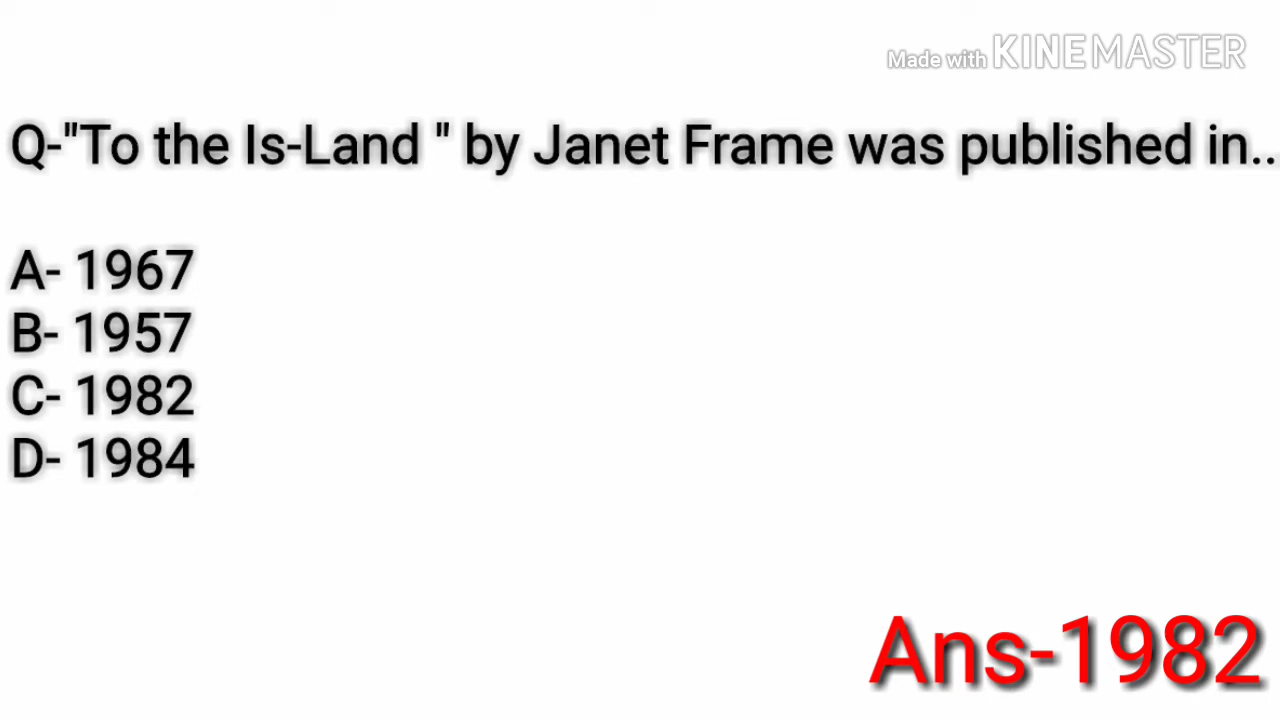 Made with KINEMASTER
Q-"To the Is-Land " by Janet Frame was published in..
A- 1967
B- 1957
C- 1982
D- 1984
Ans-1982